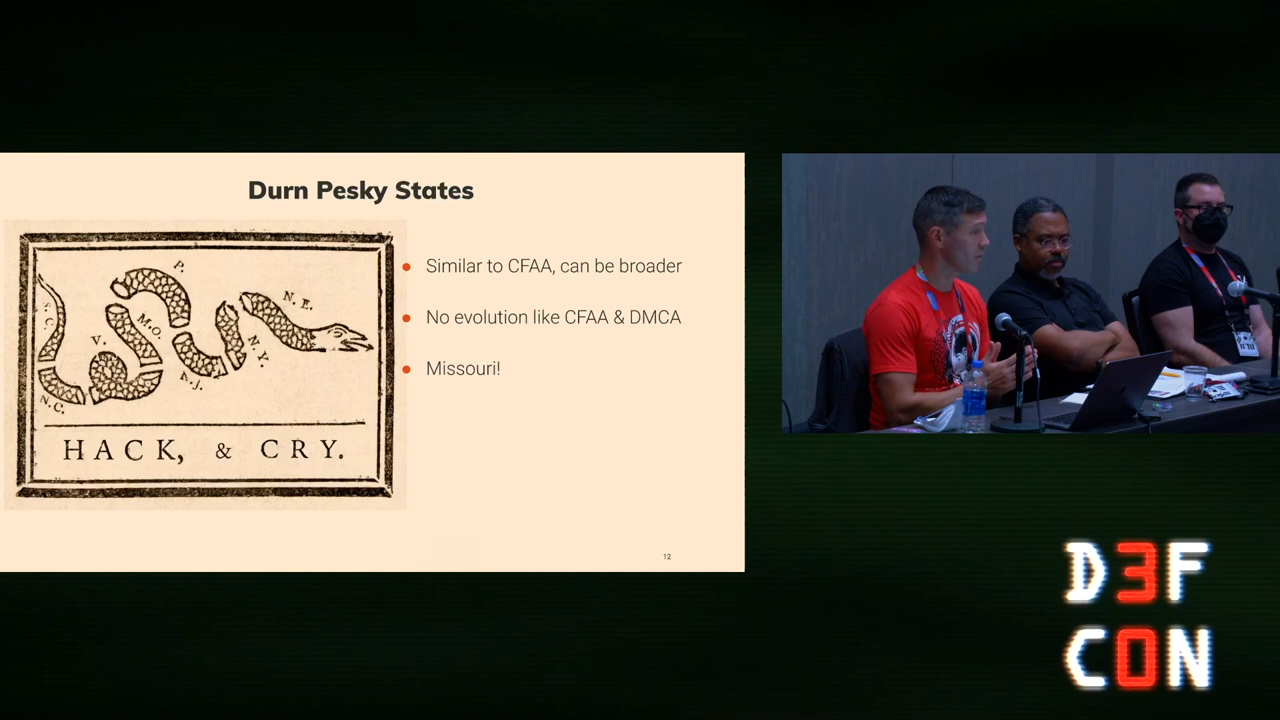 Durn Pesky States
S.C.
N.C.
V.
M.O.
P.
N.J.
N.Y.
N.E.
HACK, & CRY.
Similar to CFAA, can be broader
No evolution like CFAA & DMCA
Missouri!
12
D3F
C0N